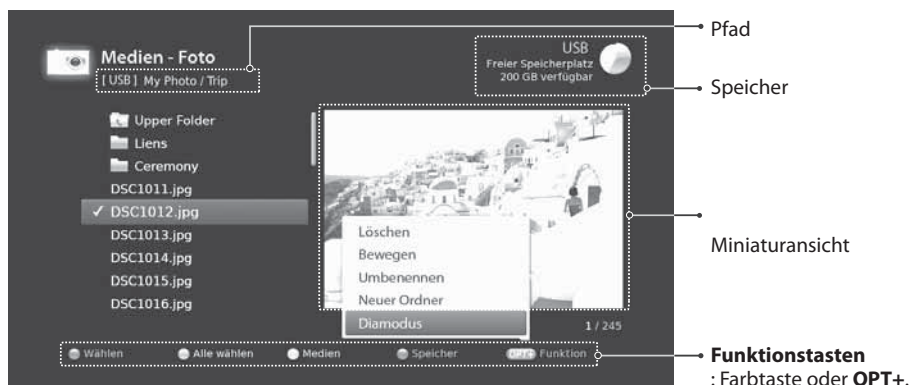 Medien - Foto
[ USB ] My Photo / Trip
USB
Freier Speicherplatz
200 GB verfügbar
Pfad
Speicher
Upper Folder
Liens
Ceremony
DSC1011.jpg
✓ DSC1012.jpg
DSC1013.jpg
DSC1014.jpg
DSC1015.jpg
DSC1016.jpg
Löschen
Bewegen
Umbenennen
Neuer Ordner
Diamodus
1 / 245
Miniaturansicht
Wählen
Alle wählen
Medien
Speicher
OPT+ Funktion
Funktionstasten
: Farbtaste oder OPT+.